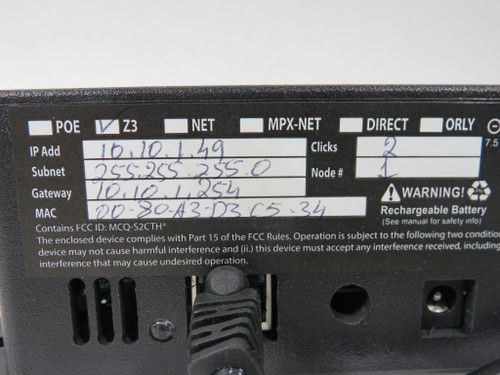 POE ✓ Z3 NET MPX-NET DIRECT ORLY
IP Add 10.10.1.49 Clicks 2 7.5
Subnet 255.255.255.0 Node # 1
Gateway 10.10.1.254 WARNING!
MAC 00-80-A3-D3-C5-34 Rechargeable Battery
(See manual for safety info)
Contains FCC ID: MCQ-S2CTH*
The enclosed device complies with Part 15 of the FCC Rules. Operation is subject to the following two condition
device may not cause harmful interference and (ii.) this device must accept any interference received, including
interference that may cause undesired operation.